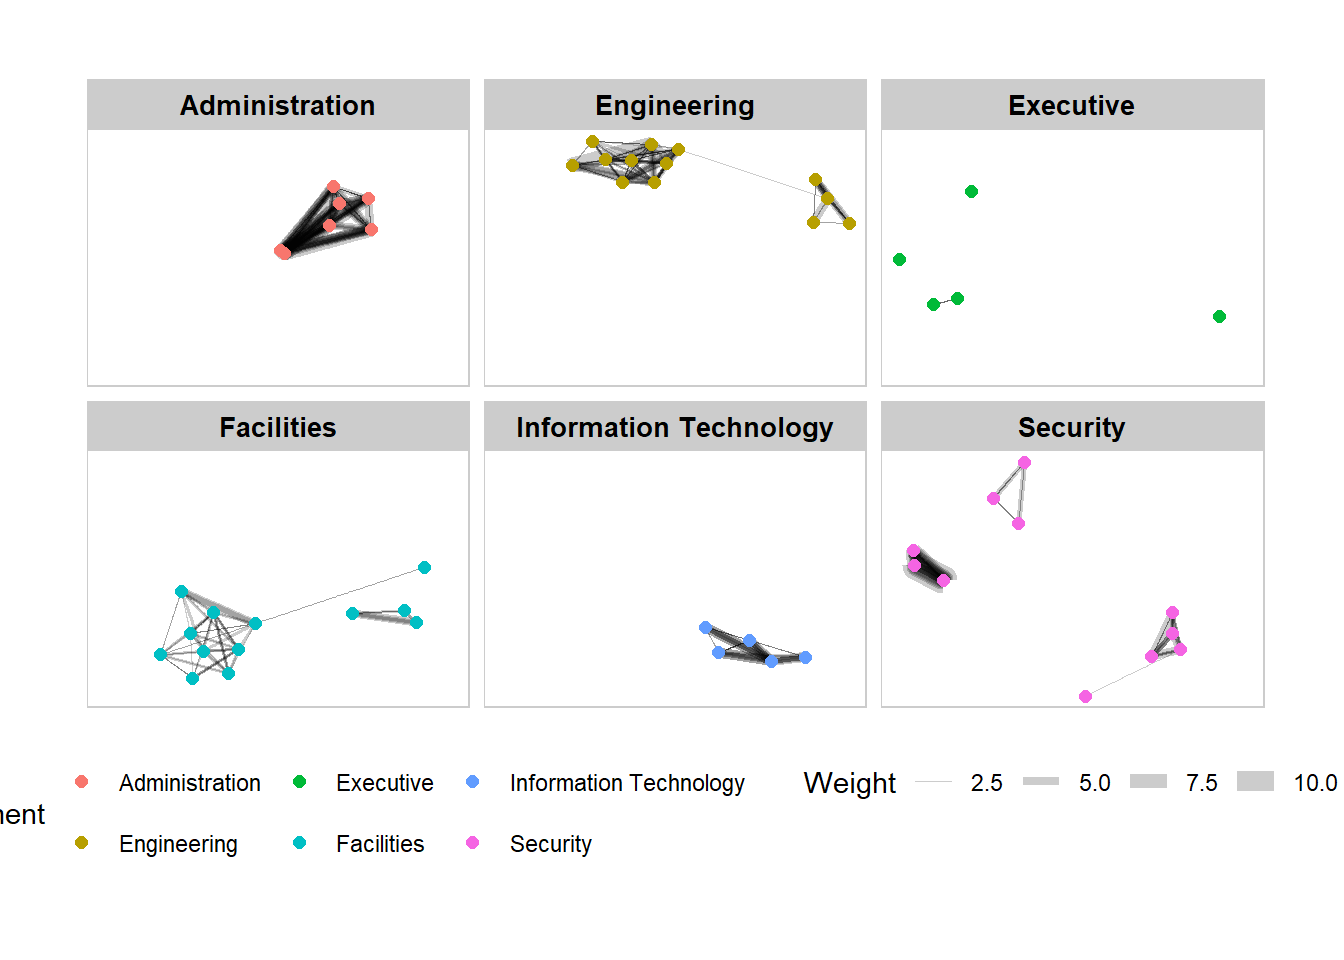 Administration
Engineering
Executive
Facilities
Information Technology
Security
Administration
Executive
Information Technology
Engineering
Facilities
Security
Weight
2.5
5.0
7.5
10.0